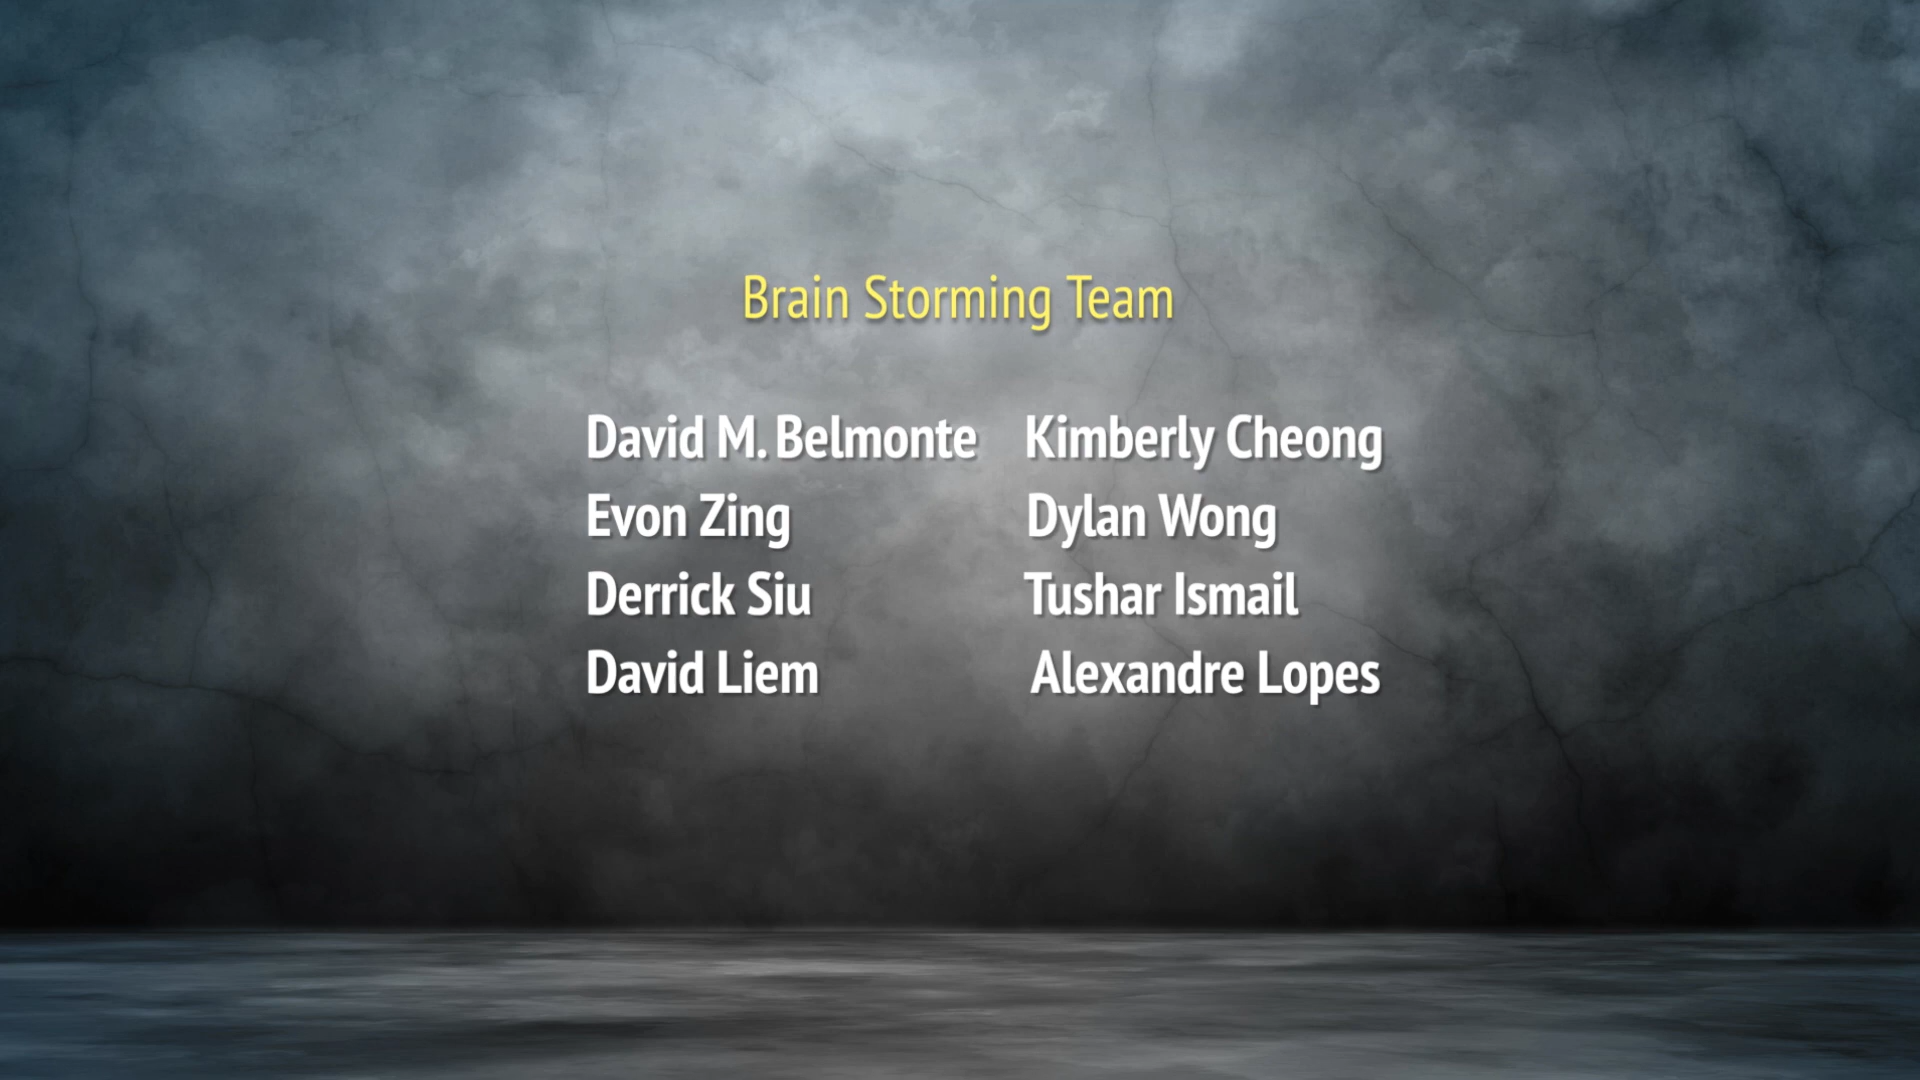 Brain Storming Team
David M. Belmonte Kimberly Cheong
Evon Zing Dylan Wong
Derrick Siu Tushar Ismail
David Liem Alexandre Lopes